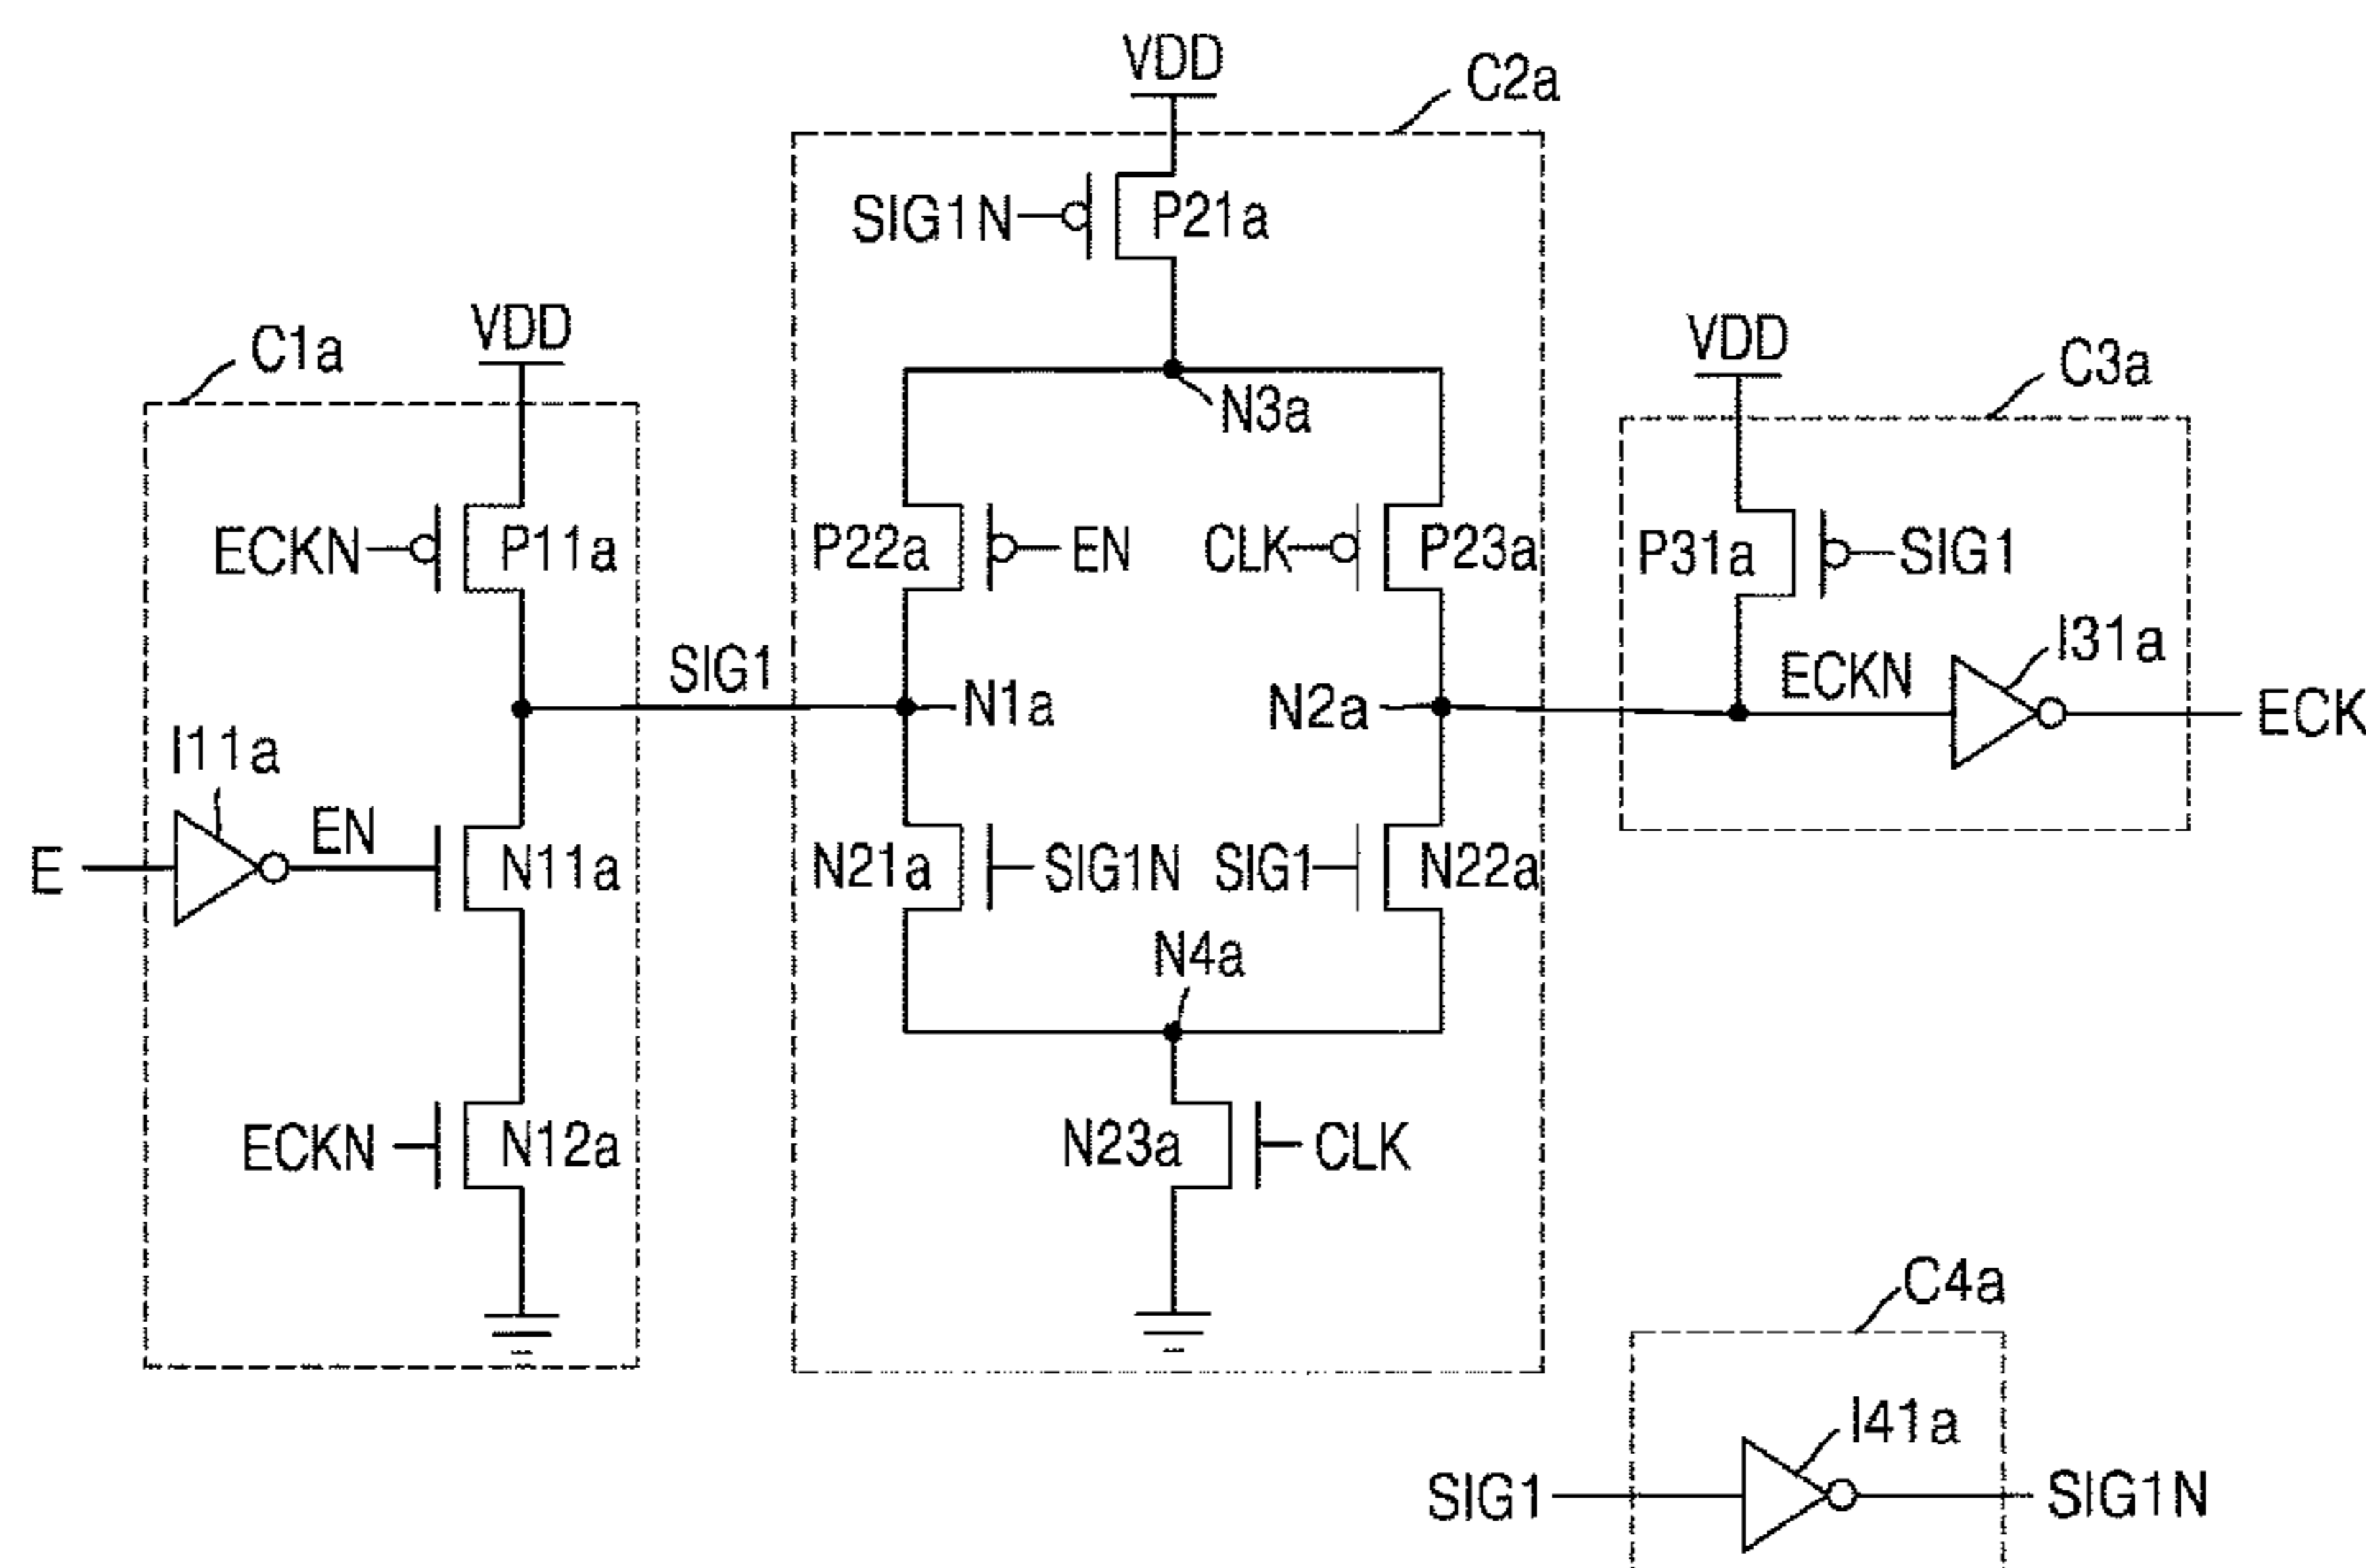 VDD
C2a
SIG1N
P21a
C1a
VDD
N3a
VDD
C3a
ECKN
P11a
P22a
EN
CLK
P23a
P31a
SIG1
SIG1
N1a
N2a
ECKN
I31a
ECK
I11a
E
EN
N11a
N21a
SIG1N
SIG1
N22a
N4a
ECKN
N12a
N23a
CLK
C4a
I41a
SIG1
SIG1N